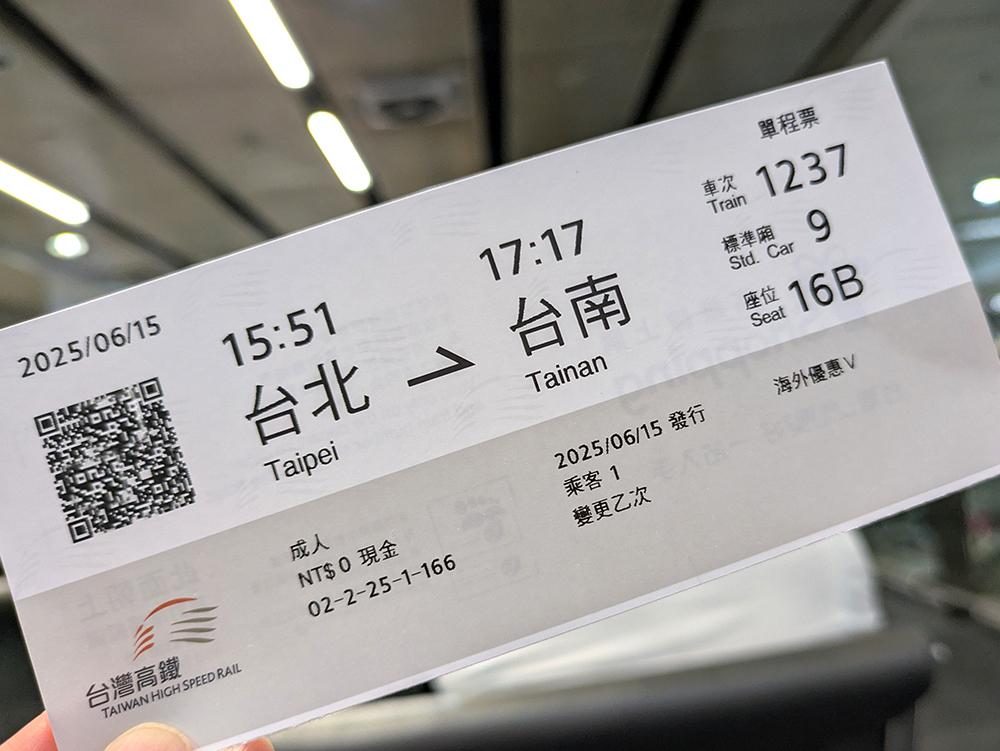 單程票
2025/06/15
15:51
台北
Taipei
17:17
台南
Tainan
車次 1237
Train
標準廂 9
Std. Car
座位 16B
Seat
海外優惠V
2025/06/15 發行
乘客 1
變更乙次
成人
NT$0 現金
02-2-25-1-166
台灣高鐵
TAIWAN HIGH SPEED RAIL